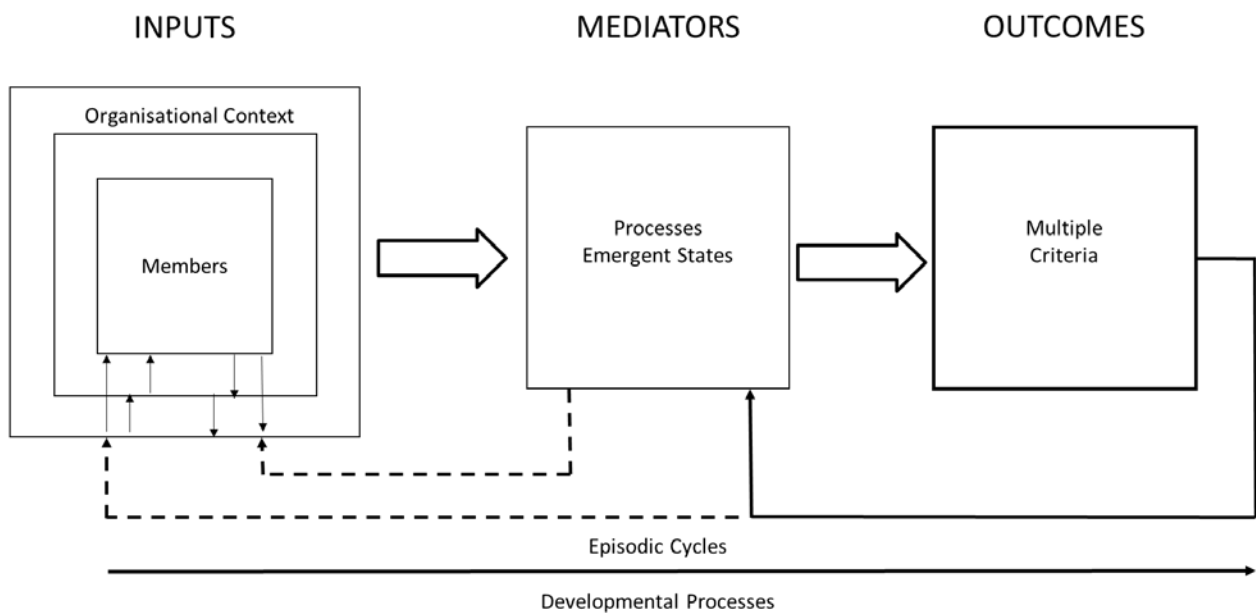 INPUTS
MEDIATORS
OUTCOMES
Organisational Context
Members
Processes
Emergent States
Multiple
Criteria
Episodic Cycles
Developmental Processes